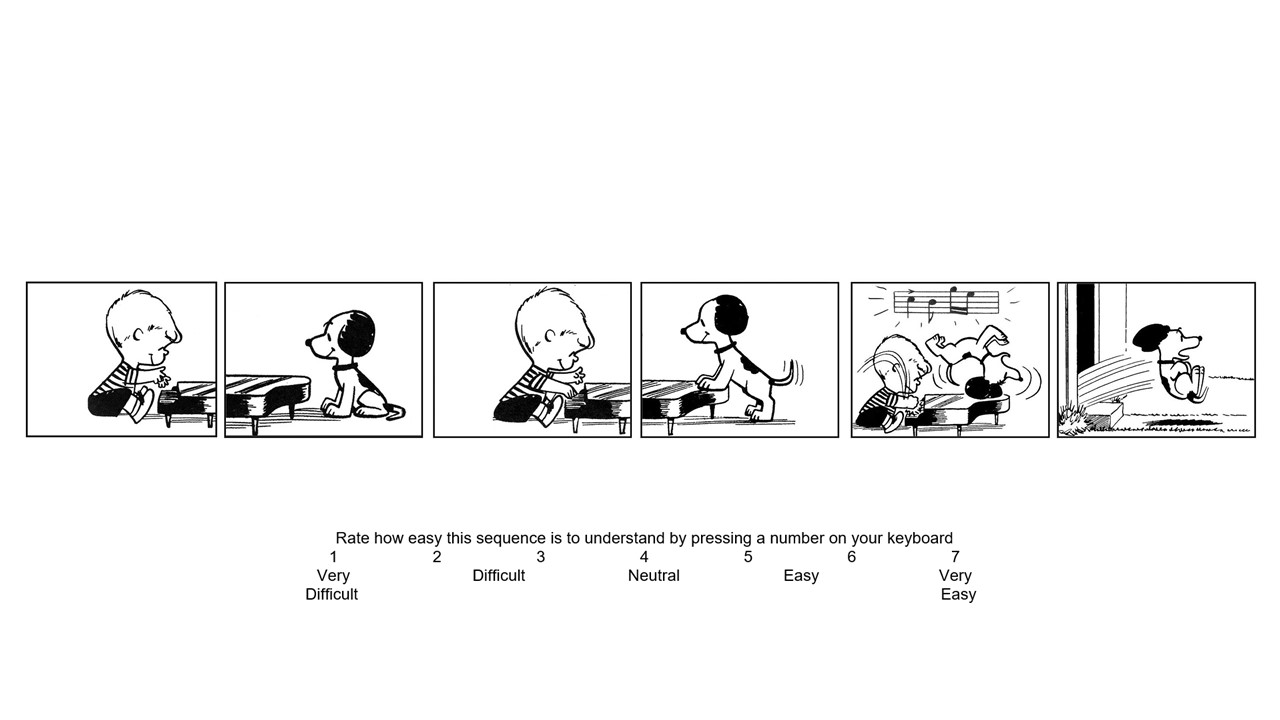 Rate how easy this sequence is to understand by pressing a number on your keyboard
1 2 3 4 5 6 7
Very Difficult Neutral Easy Very
Difficult Easy